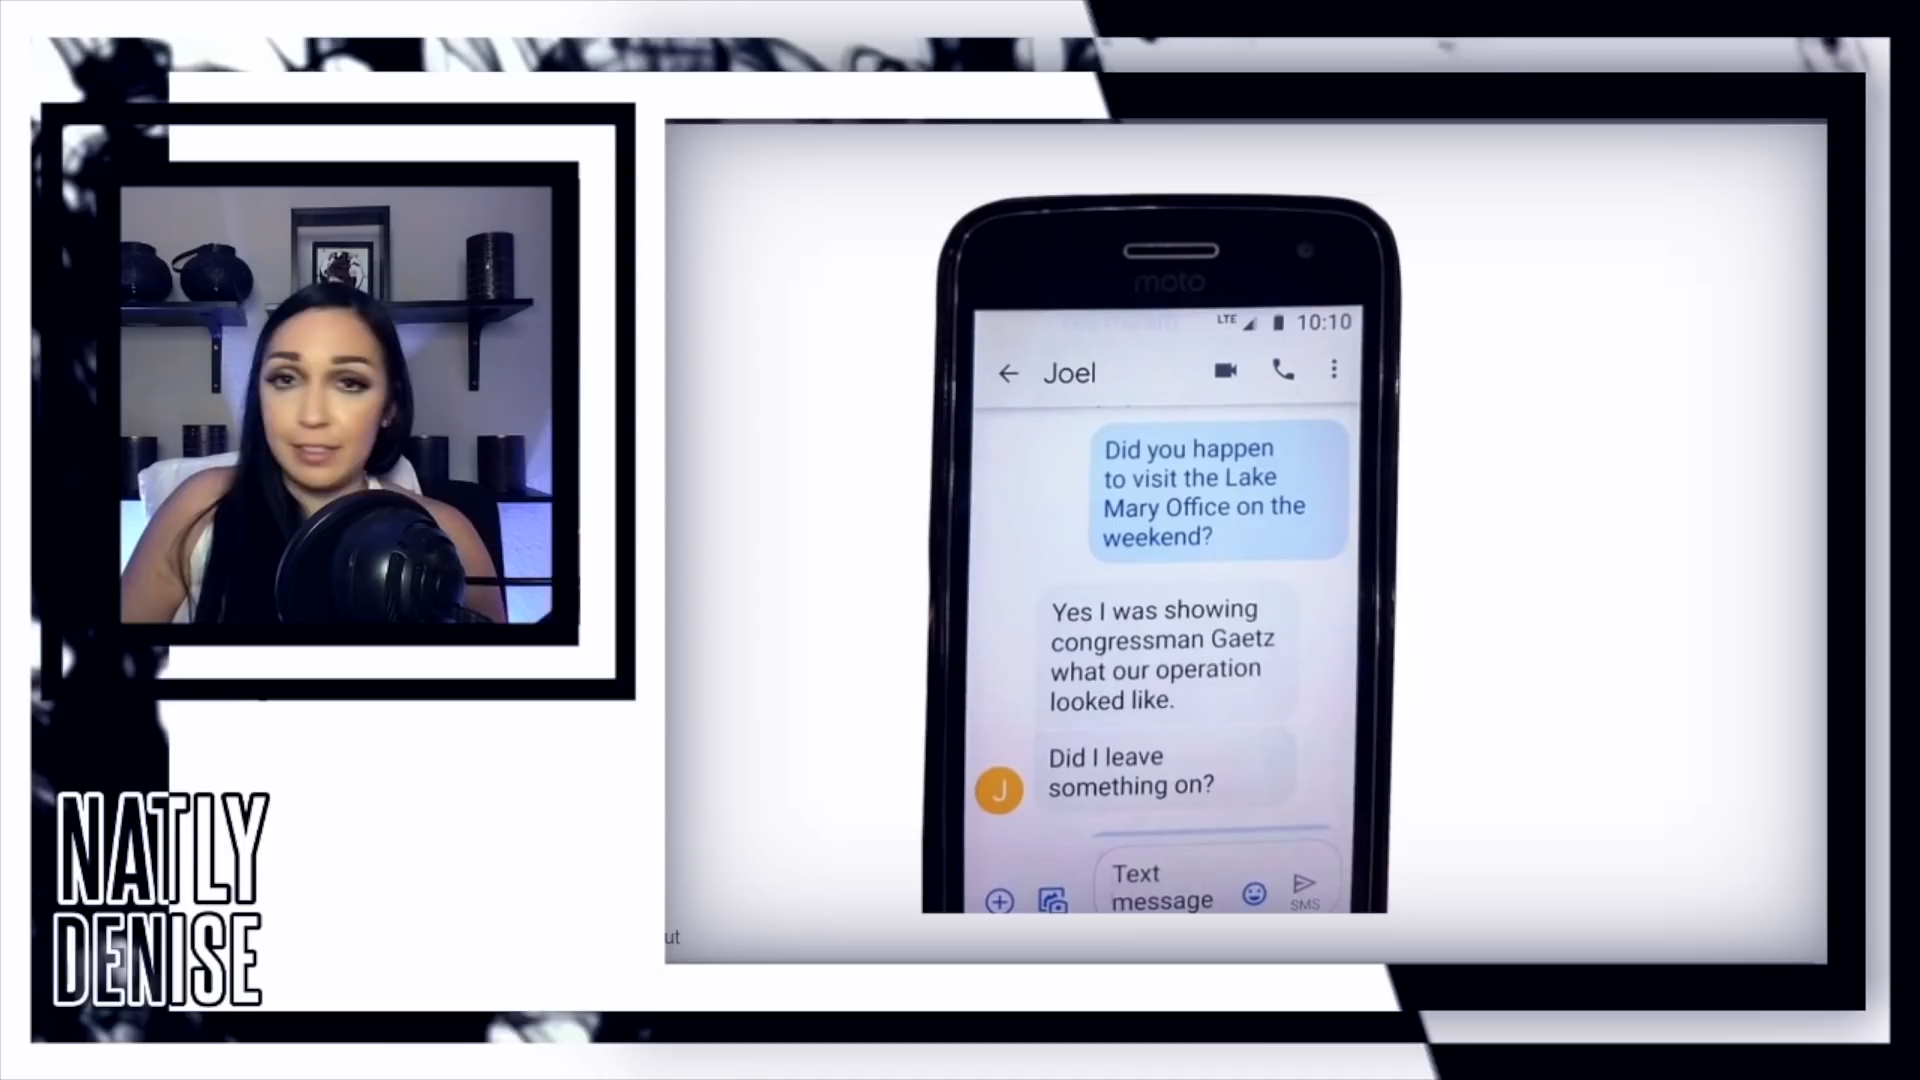 moto
LTE
10:10
Joel
Did you happen
to visit the Lake
Mary Office on the
weekend?
Yes I was showing
congressman Gaetz
what our operation
looked like.
Did I leave
something on?
J
Text
message
SMS
ut
NATLY
DENISE